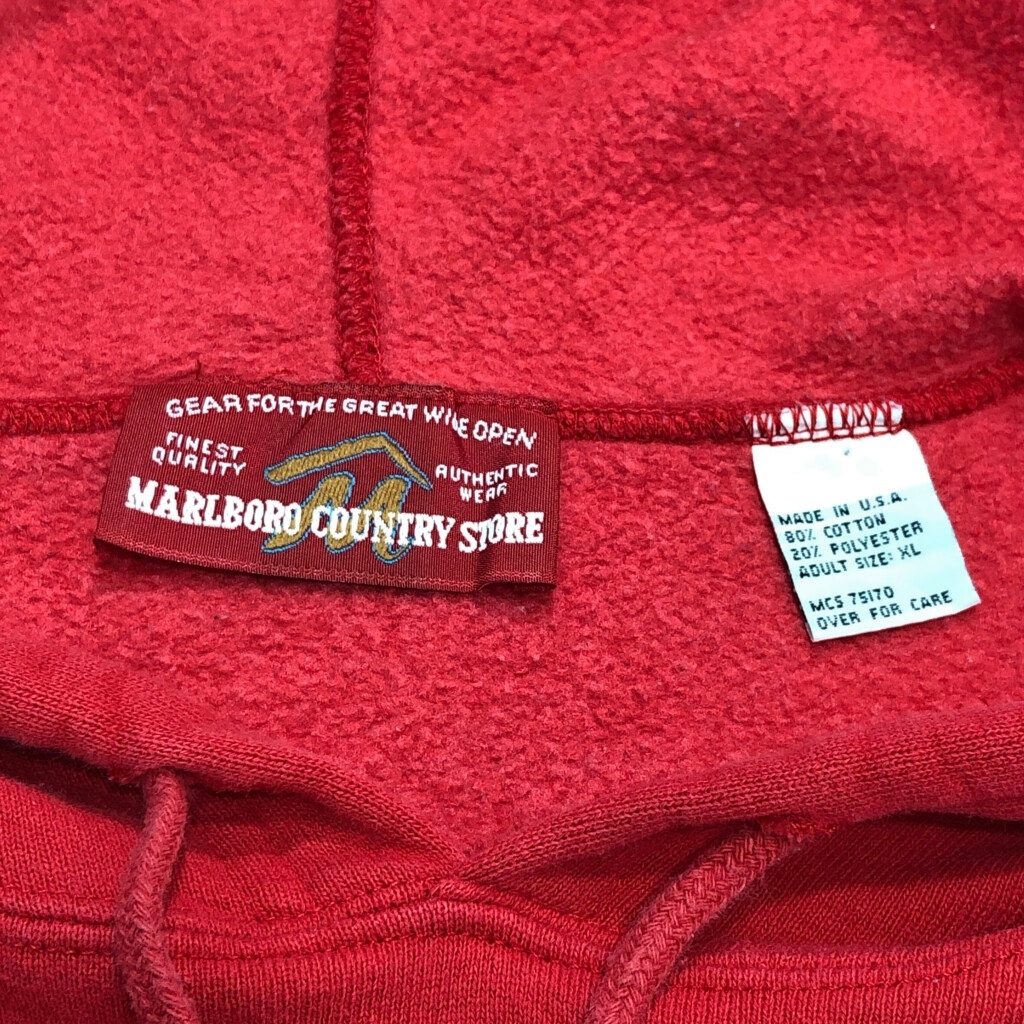 GEAR FOR THE GREAT WIDE OPEN
FINEST
QUALITY
AUTHENTIC
WEAR
M
MARLBORO COUNTRY STORE
MADE IN U.S.A.
80% COTTON
20% POLYESTER
ADULT SIZE: XL
MCS 75170
OVER FOR CARE